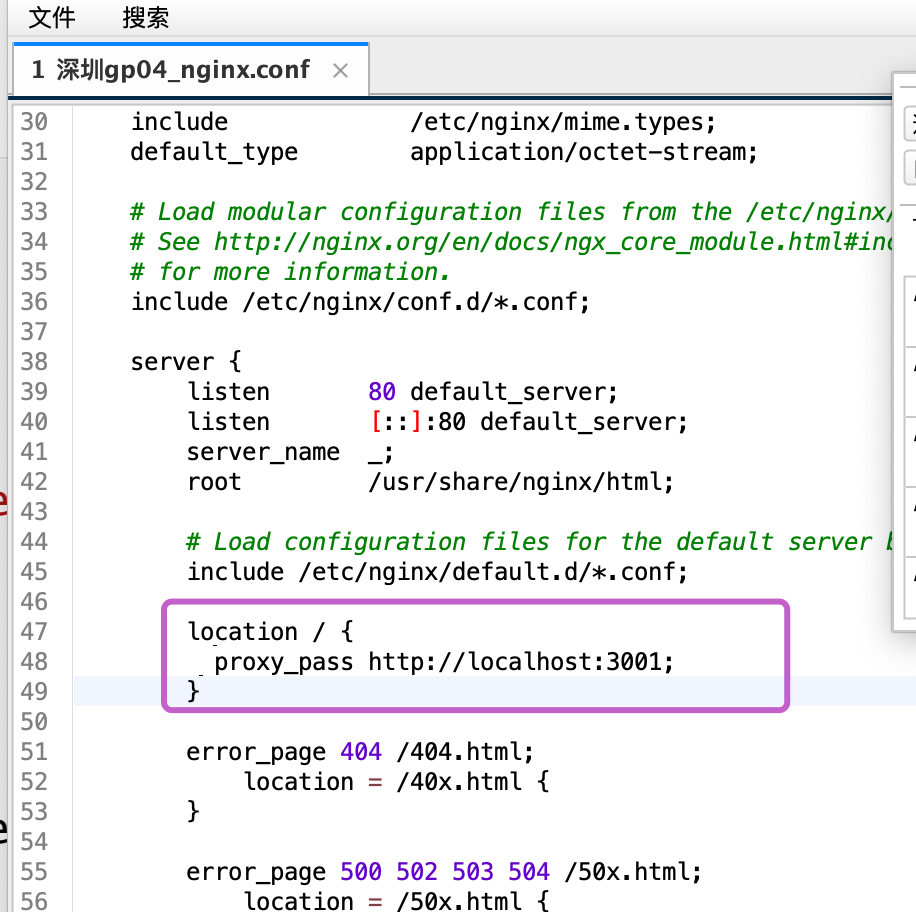 文件 搜索
1 深圳gp04_nginx.conf ×
30 include /etc/nginx/mime.types;
31 default_type application/octet-stream;
32
33 # Load modular configuration files from the /etc/nginx/
34 # See http://nginx.org/en/docs/ngx_core_module.html#inc
35 # for more information.
36 include /etc/nginx/conf.d/*.conf;
37
38 server {
39 listen 80 default_server;
40 listen [::]:80 default_server;
41 server_name _;
42 root /usr/share/nginx/html;
43
44 # Load configuration files for the default server b
45 include /etc/nginx/default.d/*.conf;
46
47 location / {
48 proxy_pass http://localhost:3001;
49 }
50
51 error_page 404 /404.html;
52 location = /40x.html {
53 }
54
55 error_page 500 502 503 504 /50x.html;
56 location = /50x.html {